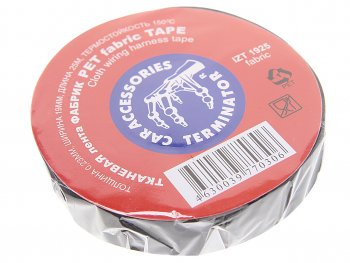 ТОЛЩИНА 0.25ММ, ШИРИНА 19ММ, ДЛИНА 25М, ТЕРМОСТОЙКОСТЬ 150°C
ТКАНЕВАЯ лента ФАБРИК PET fabric TAPE
Cloth wiring harness tape
CAR ACCESSORIES
TERMINATOR®
IZT 1925
fabric
4630039770306